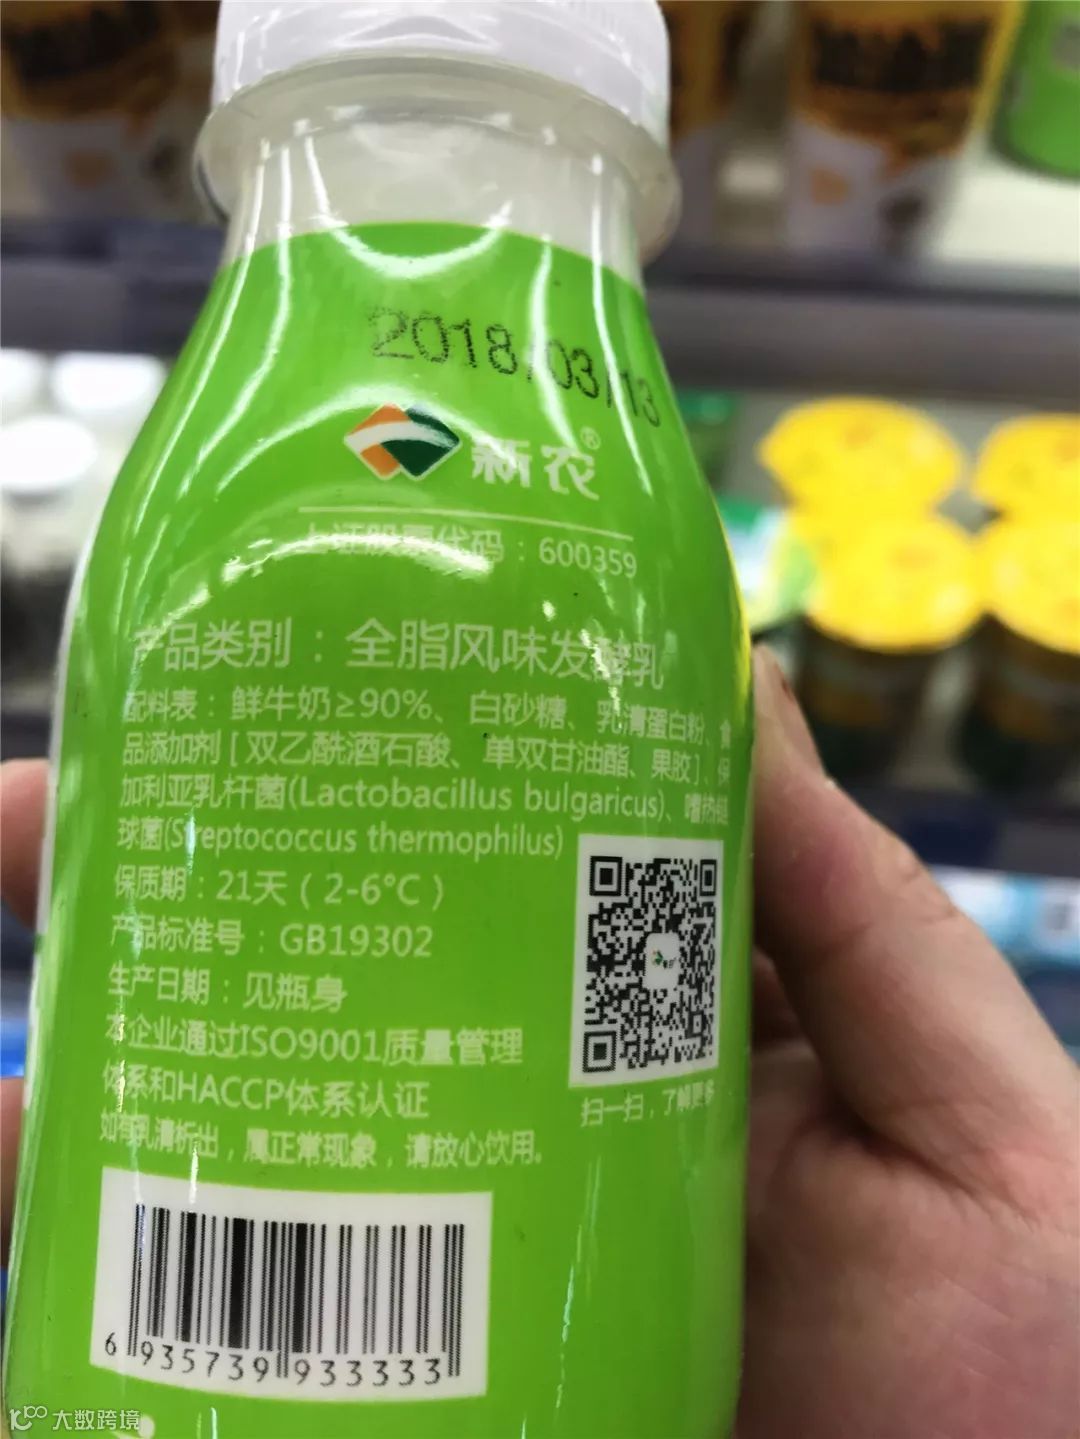 2018/03/13
新农®
上证股票代码：600359
产品类别：全脂风味发酵乳
配料表：鲜牛奶≥90%、白砂糖、乳清蛋白粉、食
品添加剂[双乙酰酒石酸、单双甘油酯、果胶]、保
加利亚乳杆菌(Lactobacillus bulgaricus)、嗜热链
球菌(Streptococcus thermophilus)
保质期：21天（2-6°C）
产品标准号：GB19302
生产日期：见瓶身
本企业通过ISO9001质量管理
体系和HACCP体系认证
如有乳清析出，属正常现象，请放心饮用。
扫一扫，了解更多
6 935739 933333
大数跨境